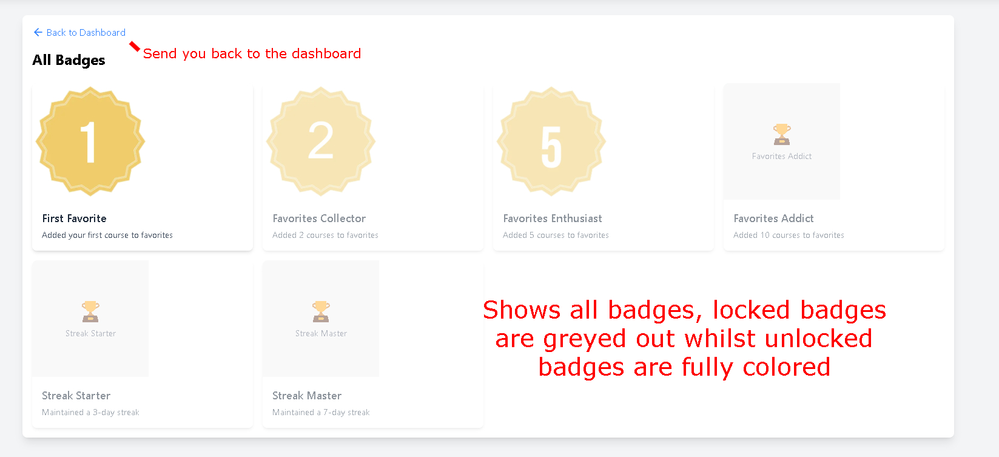 Back to Dashboard
Send you back to the dashboard
All Badges
1
2
5
Favorites Addict
First Favorite
Added your first course to favorites
Favorites Collector
Added 2 courses to favorites
Favorites Enthusiast
Added 5 courses to favorites
Favorites Addict
Added 10 courses to favorites
Streak Starter
Streak Master
Shows all badges, locked badges
are greyed out whilst unlocked
badges are fully colored
Streak Starter
Maintained a 3-day streak
Streak Master
Maintained a 7-day streak